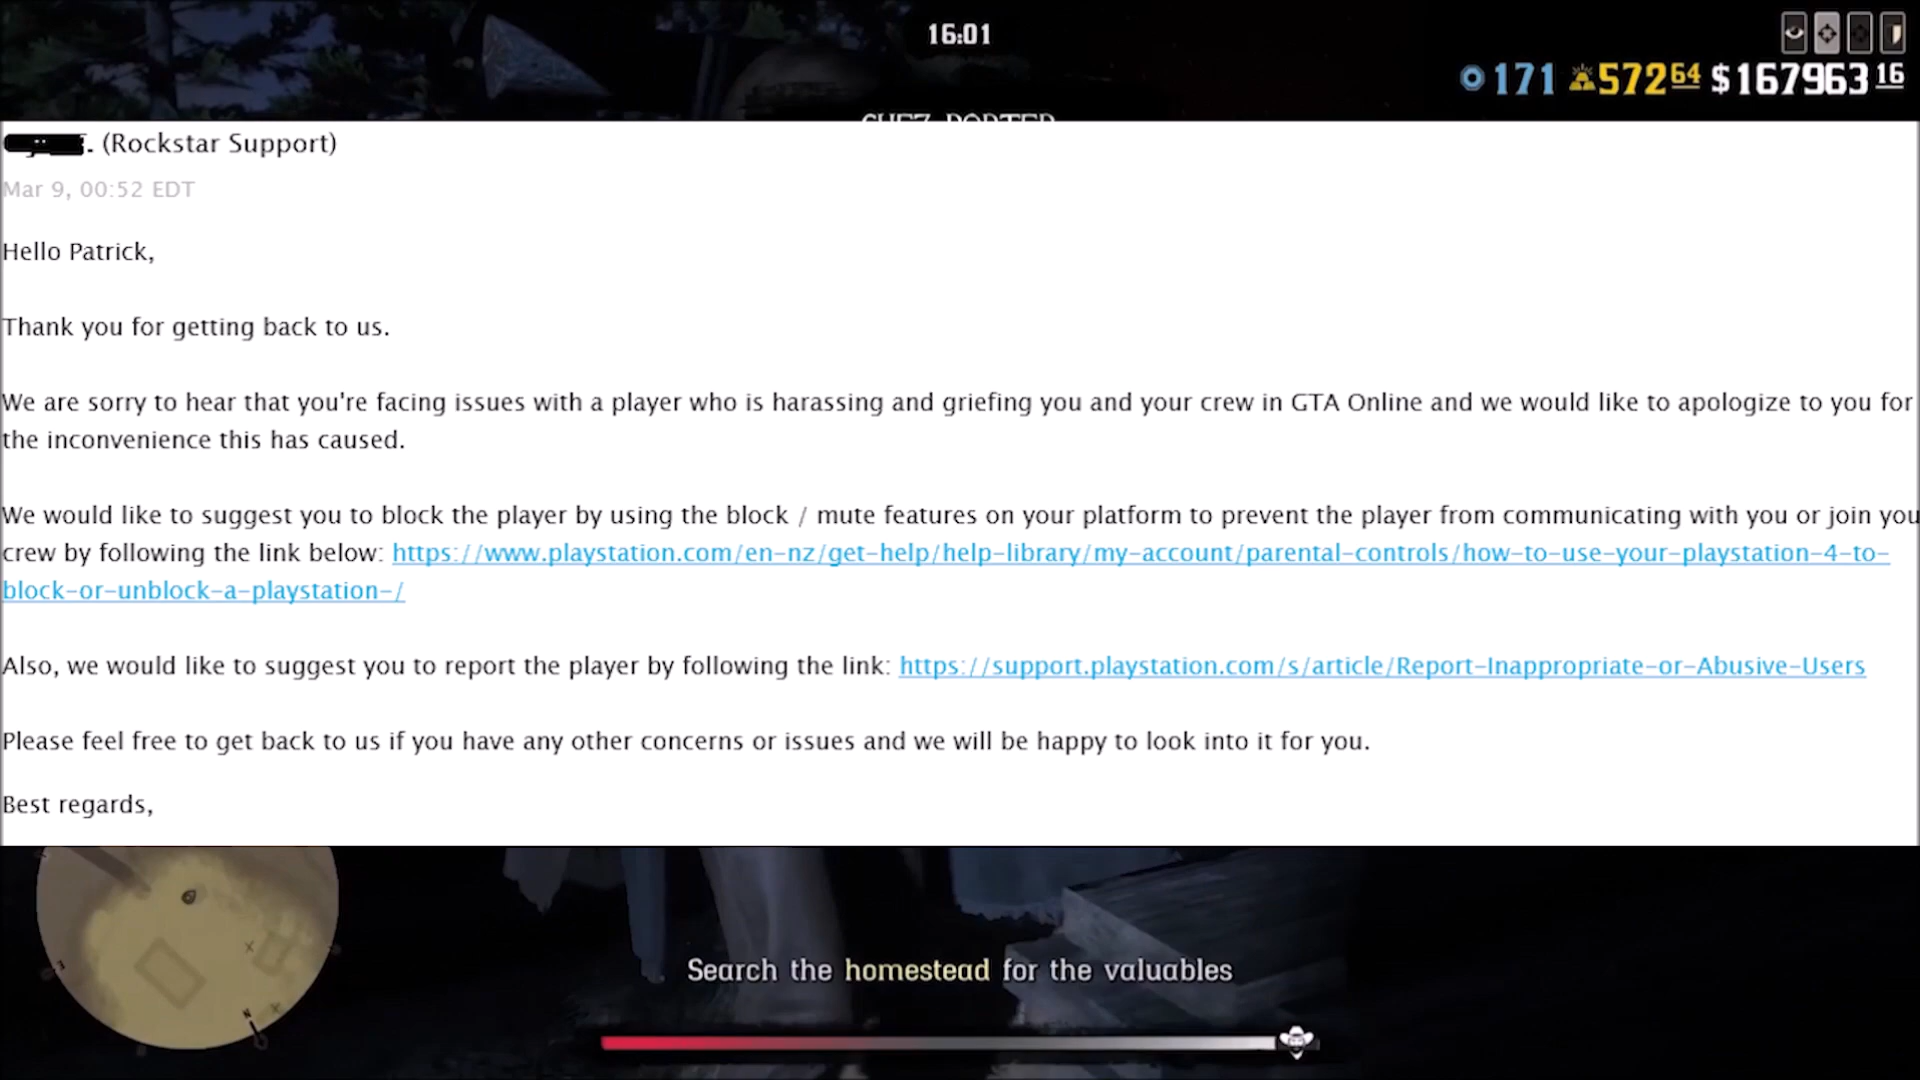 16:01
171 572 64 $167963 16
CHEZ PORTER
. (Rockstar Support)
Mar 9, 00:52 EDT
Hello Patrick,
Thank you for getting back to us.
We are sorry to hear that you're facing issues with a player who is harassing and griefing you and your crew in GTA Online and we would like to apologize to you for
the inconvenience this has caused.
We would like to suggest you to block the player by using the block / mute features on your platform to prevent the player from communicating with you or join you
crew by following the link below: https://www.playstation.com/en-nz/get-help/help-library/my-account/parental-controls/how-to-use-your-playstation-4-to-
block-or-unblock-a-playstation-/
Also, we would like to suggest you to report the player by following the link: https://support.playstation.com/s/article/Report-Inappropriate-or-Abusive-Users
Please feel free to get back to us if you have any other concerns or issues and we will be happy to look into it for you.
Best regards,
N
Search the homestead for the valuables